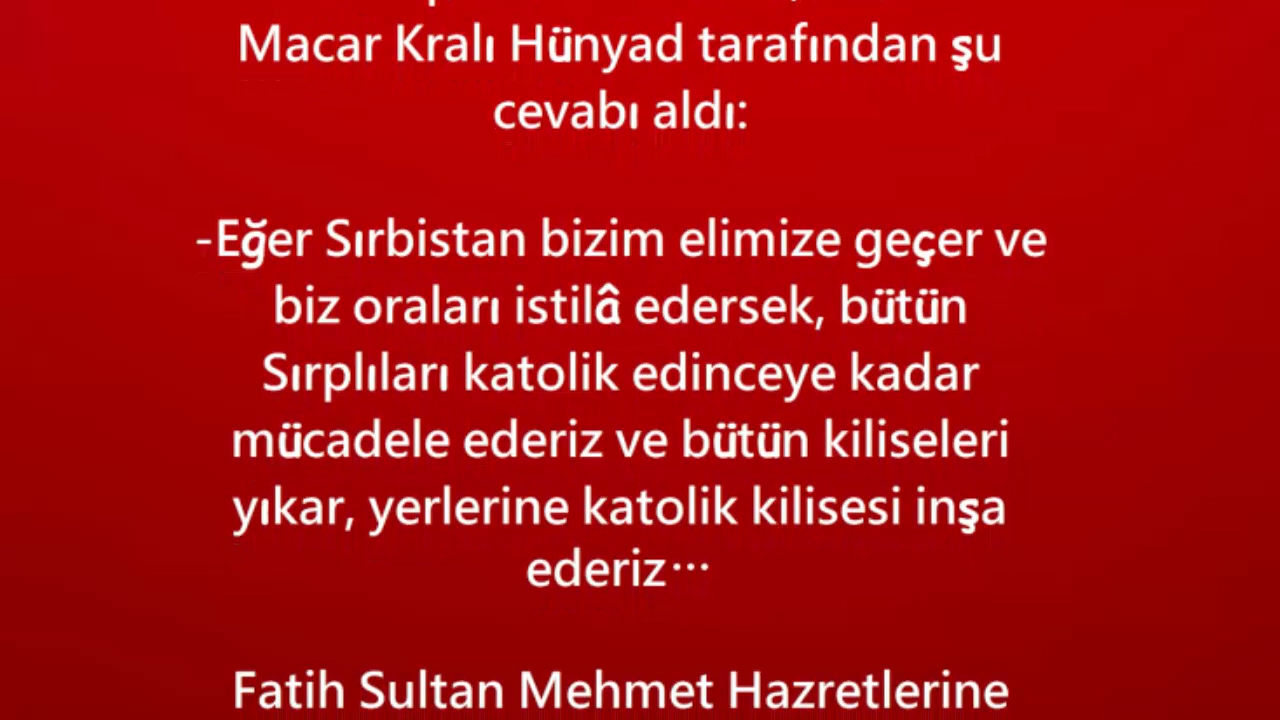 Macar Kralı Hünyad tarafından şu
cevabı aldı:
-Eğer Sırbistan bizim elimize geçer ve
biz oraları istilâ edersek, bütün
Sırplıları katolik edinceye kadar
mücadele ederiz ve bütün kiliseleri
yıkar, yerlerine katolik kilisesi inşa
ederiz…
Fatih Sultan Mehmet Hazretlerine